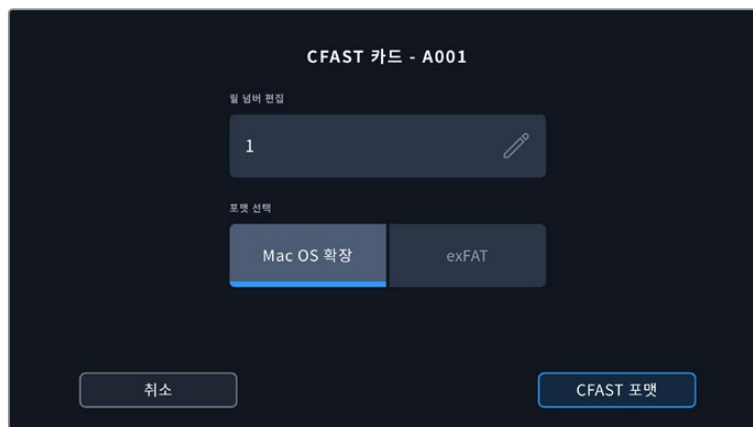 CFAST 카드 - A001
릴 넘버 편집
1
포맷 선택
Mac OS 확장
exFAT
취소
CFAST 포맷